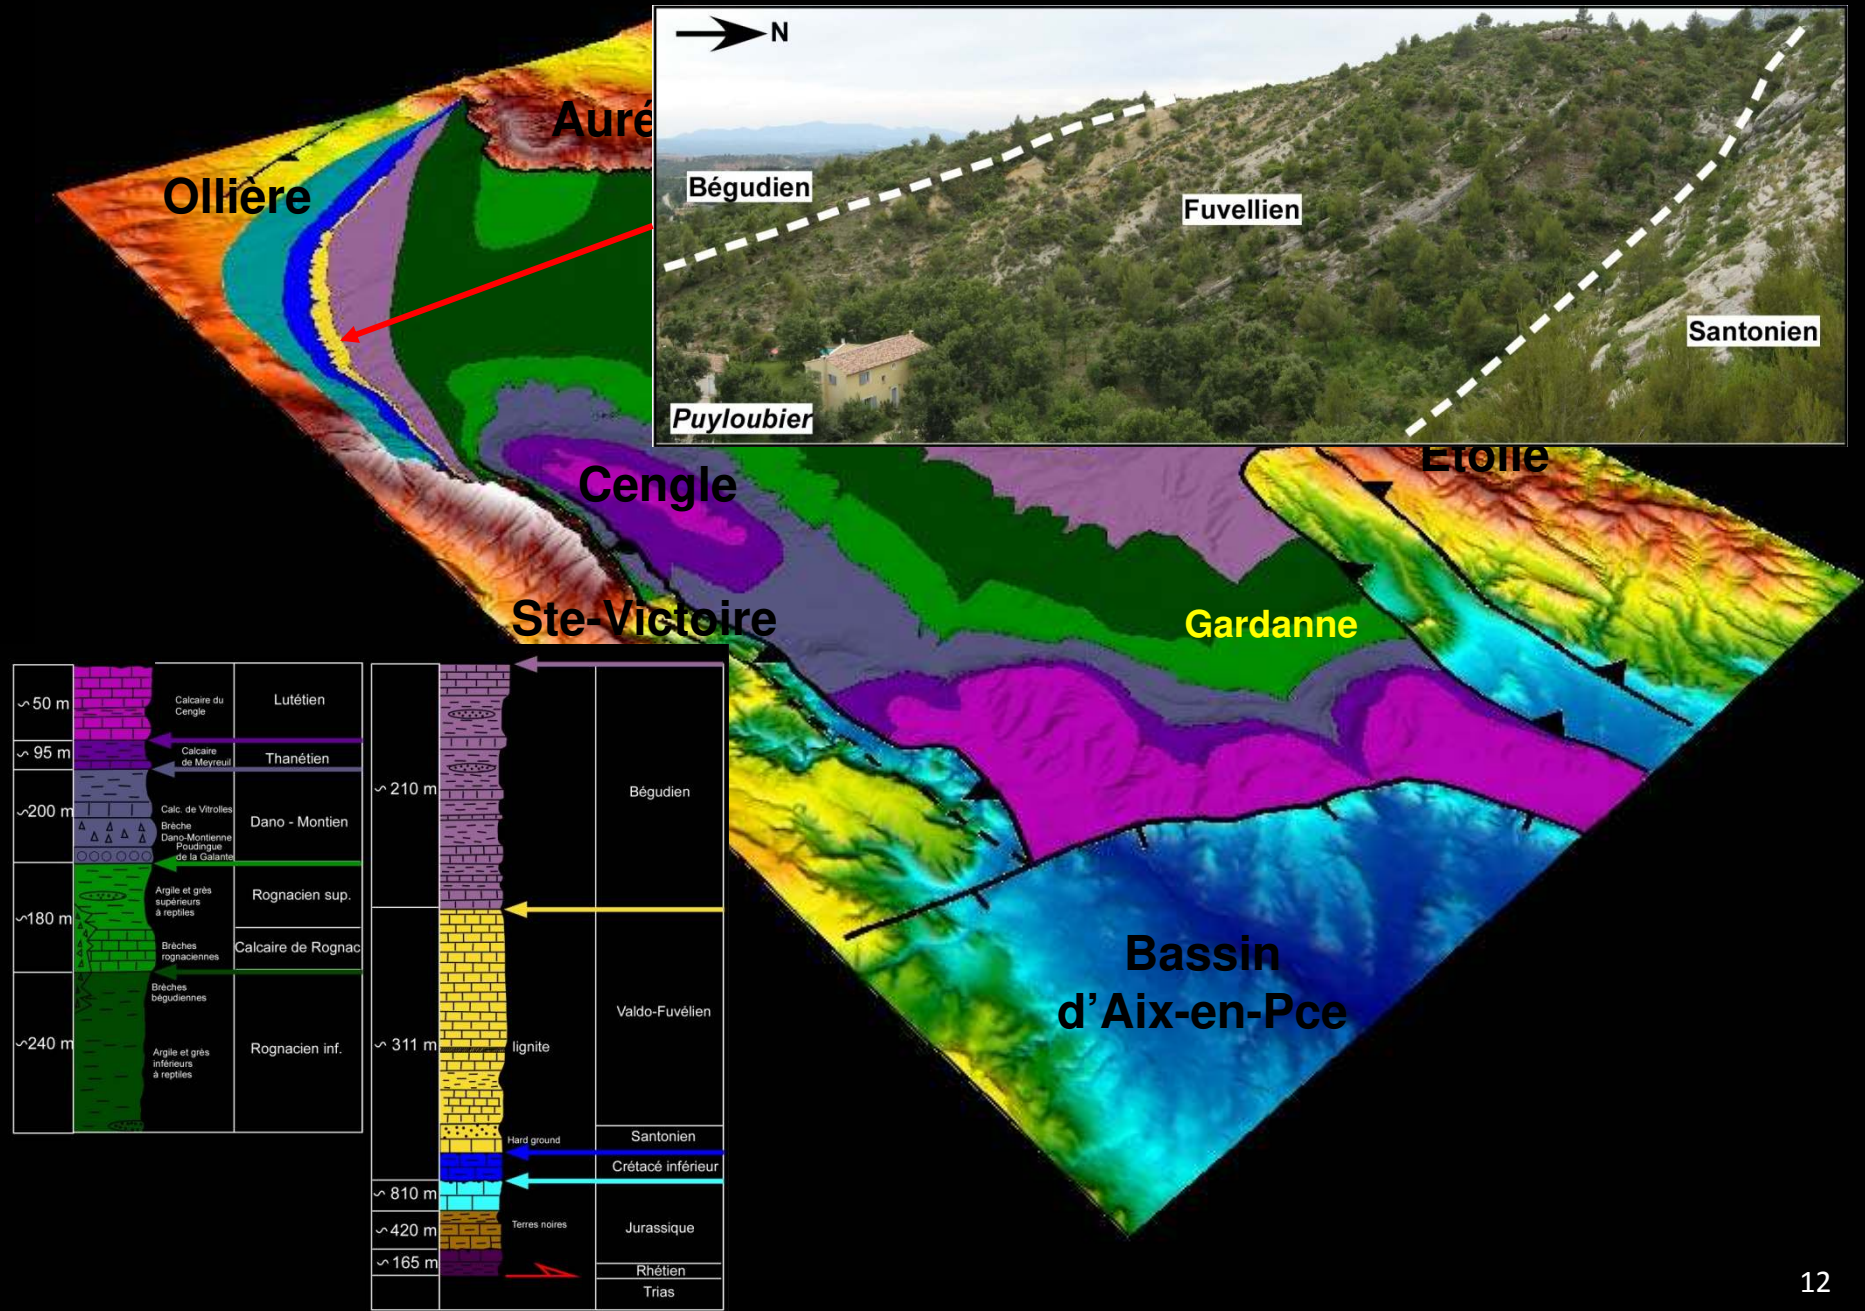 N
Bégudien
Fuvellien
Santonien
Puyloubier
Auré
Ollière
Etoile
Cengle
Ste-Victoire
Gardanne
Bassin
d’Aix-en-Pce
~ 50 m
Calcaire du
Cengle
Lutétien
~ 95 m
Calcaire
de Meyreuil
Thanétien
~200 m
Calc. de Vitrolles
Brèche
Dano-Montienne
Poudingue
de la Galante
Dano - Montien
~180 m
Argile et grès
supérieurs
à reptiles
Rognacien sup.
Brèches
rognaciennes
Calcaire de Rognac
Brèches
bégudiennes
~240 m
Argile et grès
inférieurs
à reptiles
Rognacien inf.
~ 210 m
Bégudien
~ 311 m
lignite
Valdo-Fuvélien
Hard ground
Santonien
Crétacé inférieur
~ 810 m
~ 420 m
Terres noires
Jurassique
~ 165 m
Rhétien
Trias
12